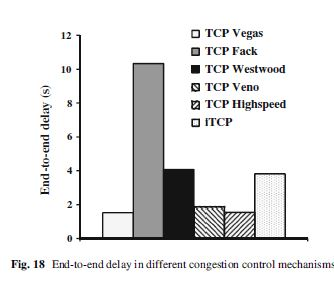 12
10
8
6
4
2
0
End-to-end delay (s)
TCP Vegas
TCP Fack
TCP Westwood
TCP Veno
TCP Highspeed
iTCP
Fig. 18 End-to-end delay in different congestion control mechanisms